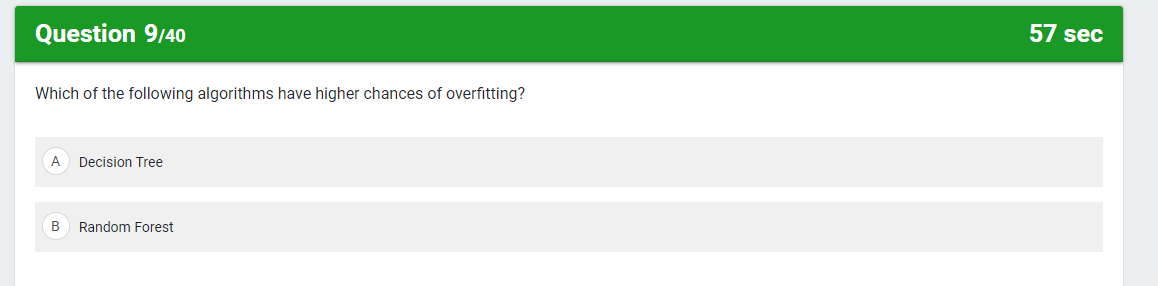 Question 9/40 57 sec
Which of the following algorithms have higher chances of overfitting?
A Decision Tree
B Random Forest